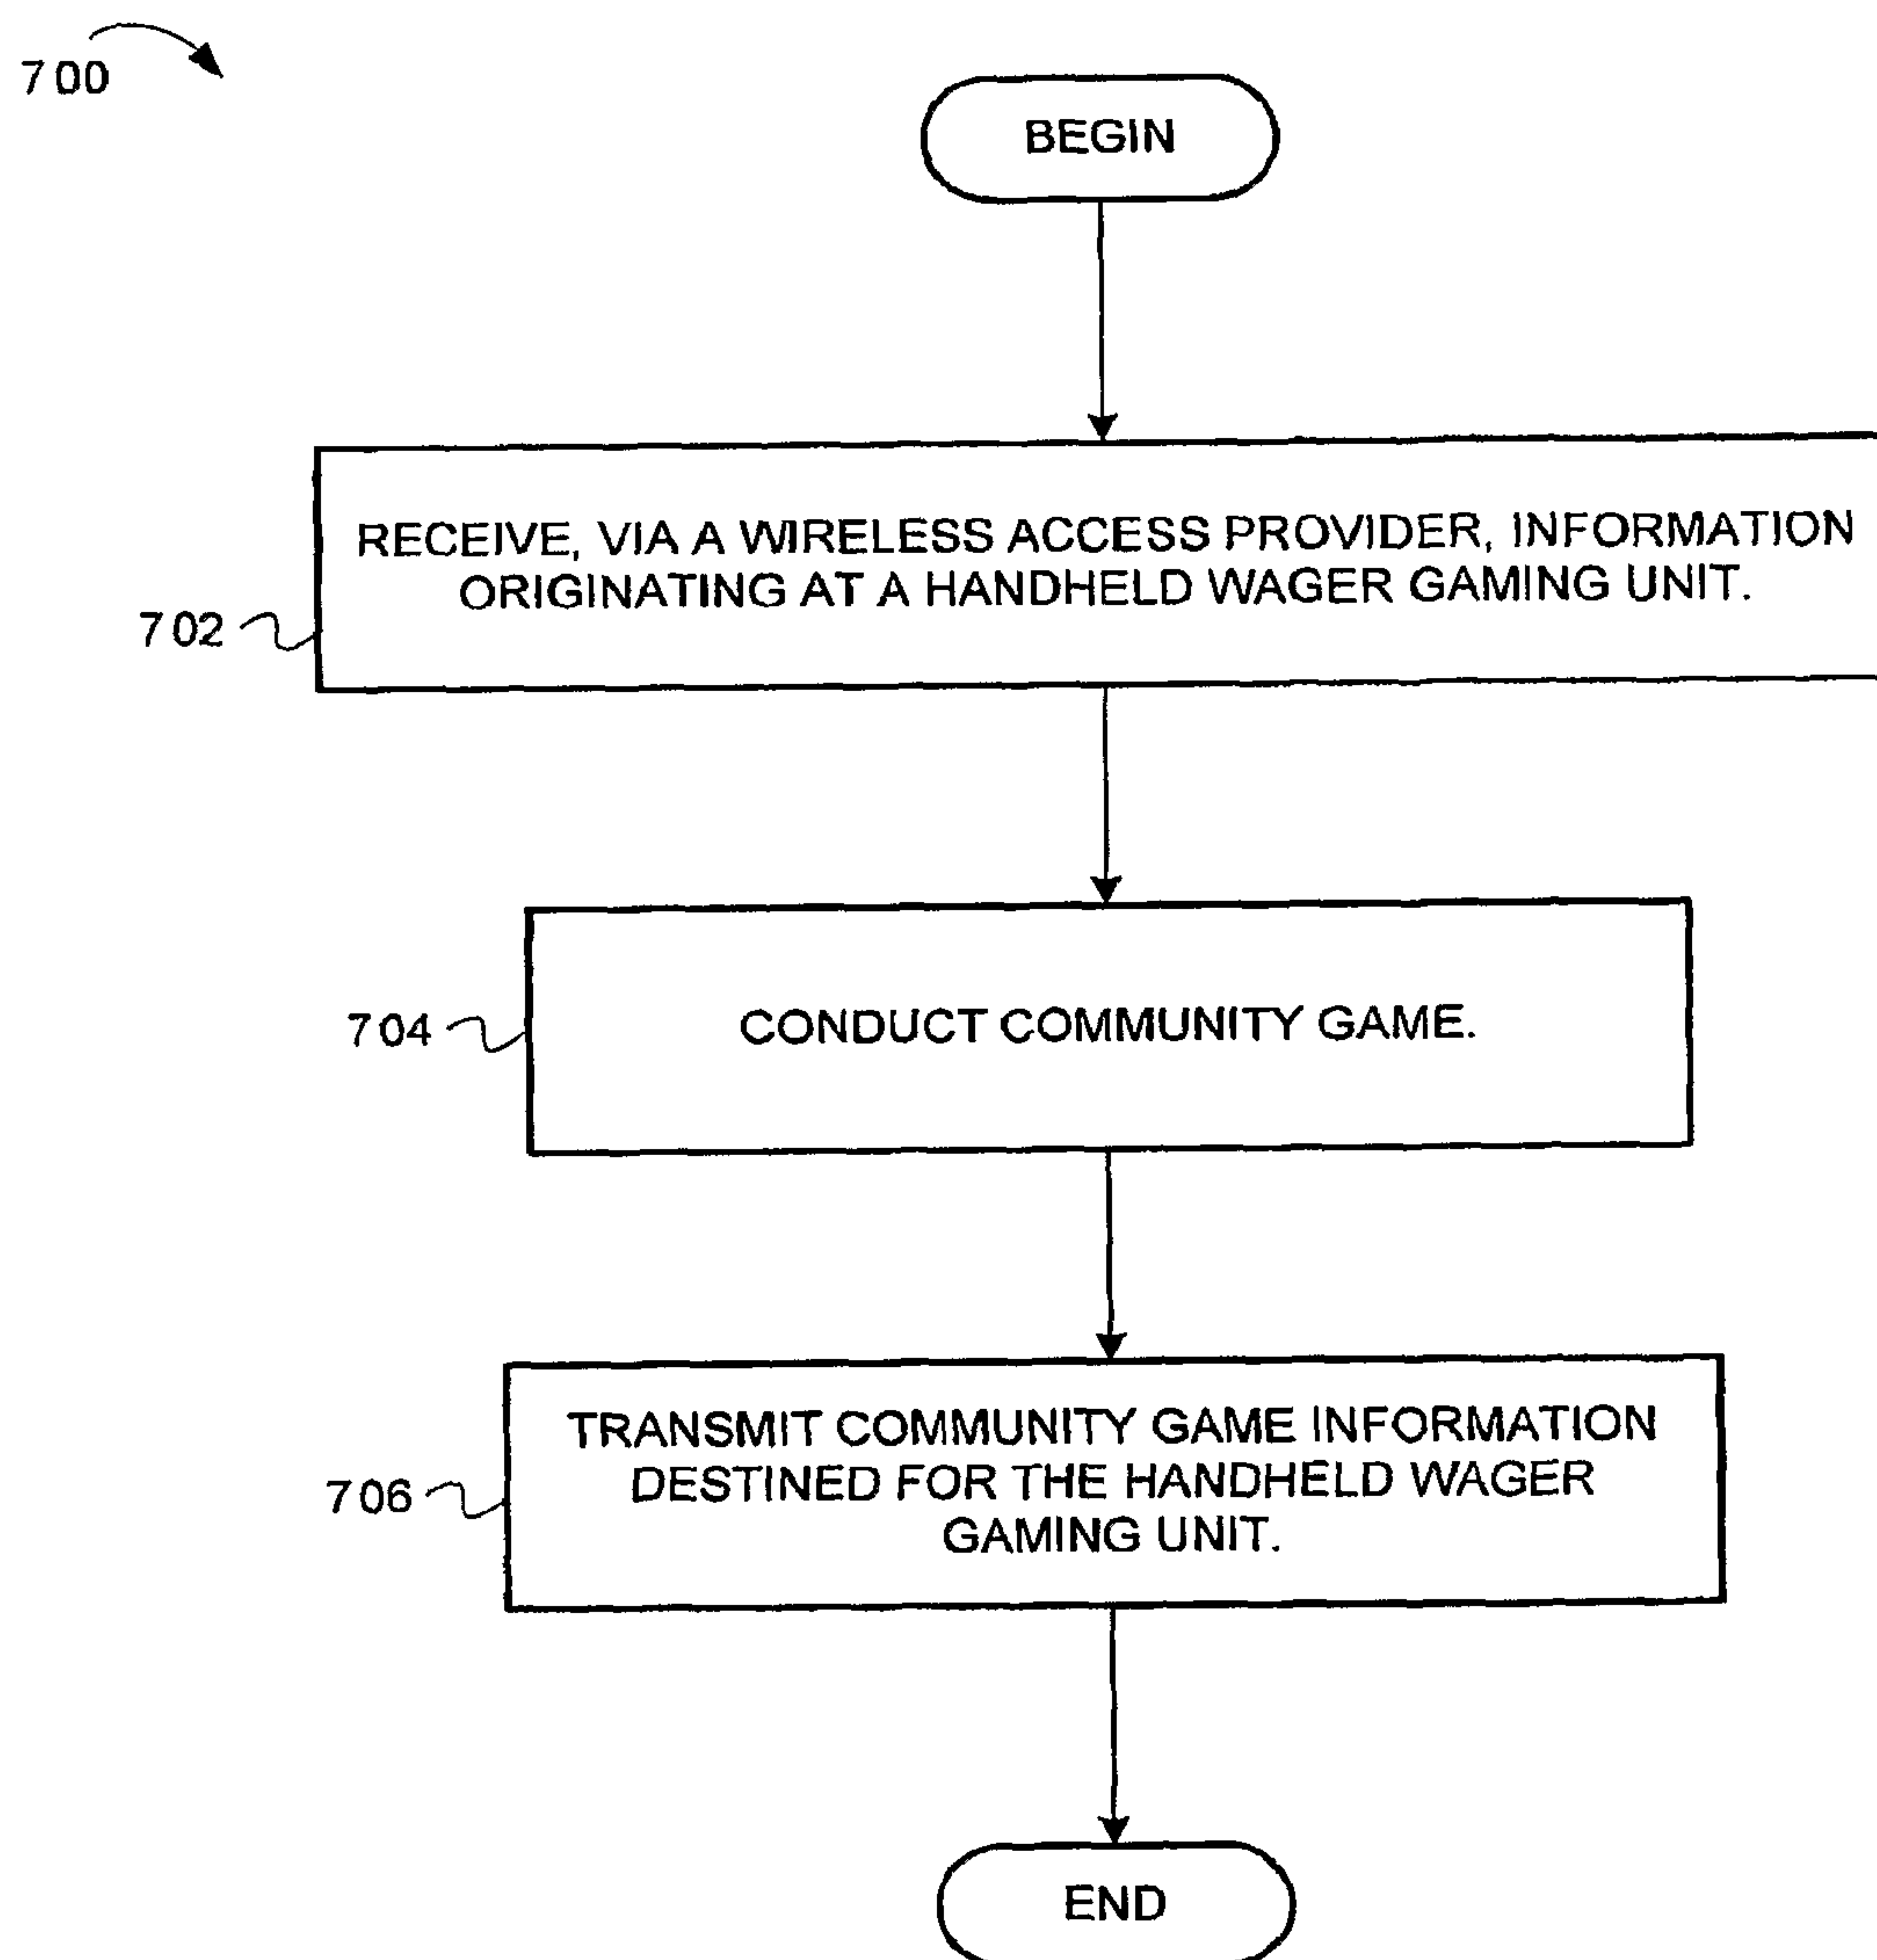 700
BEGIN
RECEIVE, VIA A WIRELESS ACCESS PROVIDER, INFORMATION
ORIGINATING AT A HANDHELD WAGER GAMING UNIT.
702
CONDUCT COMMUNITY GAME.
704
TRANSMIT COMMUNITY GAME INFORMATION
DESTINED FOR THE HANDHELD WAGER
GAMING UNIT.
706
END